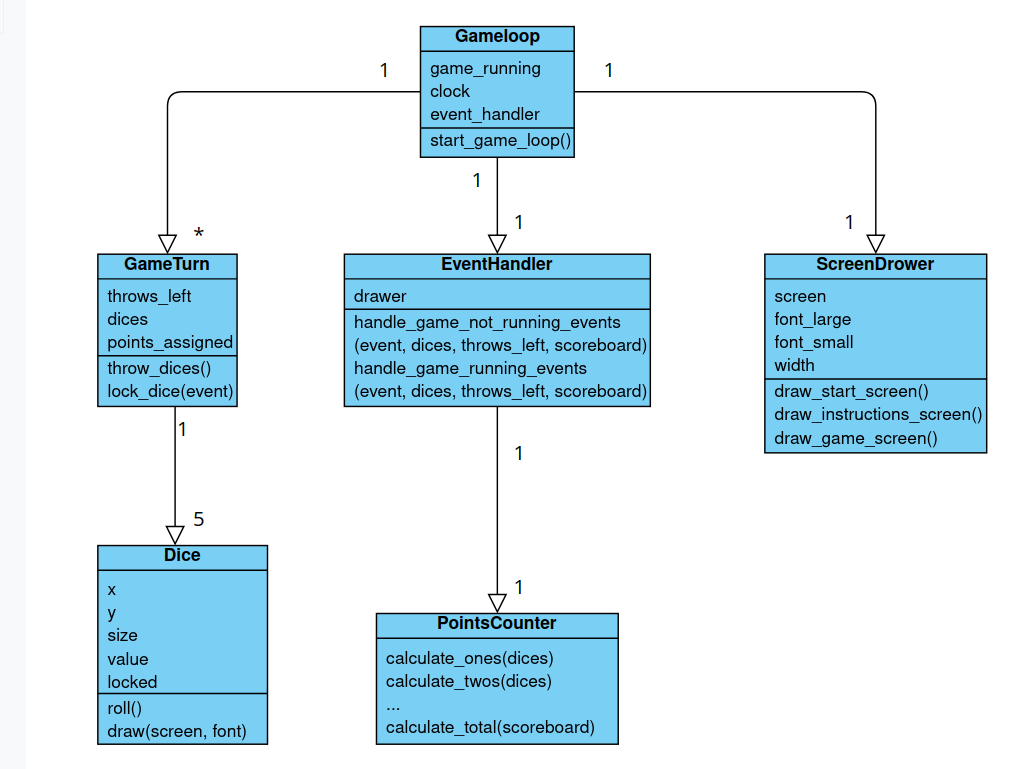 Gameloop
game_running
clock
event_handler
start_game_loop()
1
1
1
*
1
1
GameTurn
throws_left
dices
points_assigned
throw_dices()
lock_dice(event)
EventHandler
drawer
handle_game_not_running_events
(event, dices, throws_left, scoreboard)
handle_game_running_events
(event, dices, throws_left, scoreboard)
ScreenDrower
screen
font_large
font_small
width
draw_start_screen()
draw_instructions_screen()
draw_game_screen()
1
5
1
1
Dice
x
y
size
value
locked
roll()
draw(screen, font)
PointsCounter
calculate_ones(dices)
calculate_twos(dices)
...
calculate_total(scoreboard)